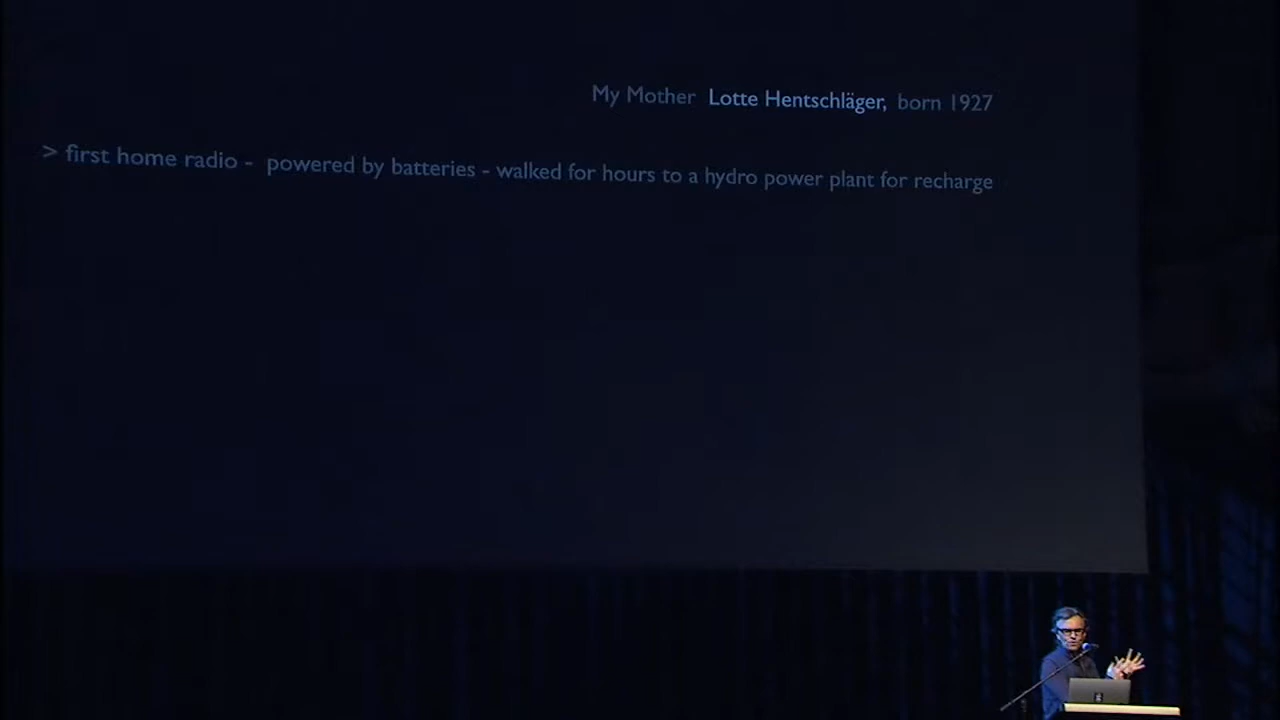 My Mother Lotte Hentschläger, born 1927
> first home radio - powered by batteries - walked for hours to a hydro power plant for recharge